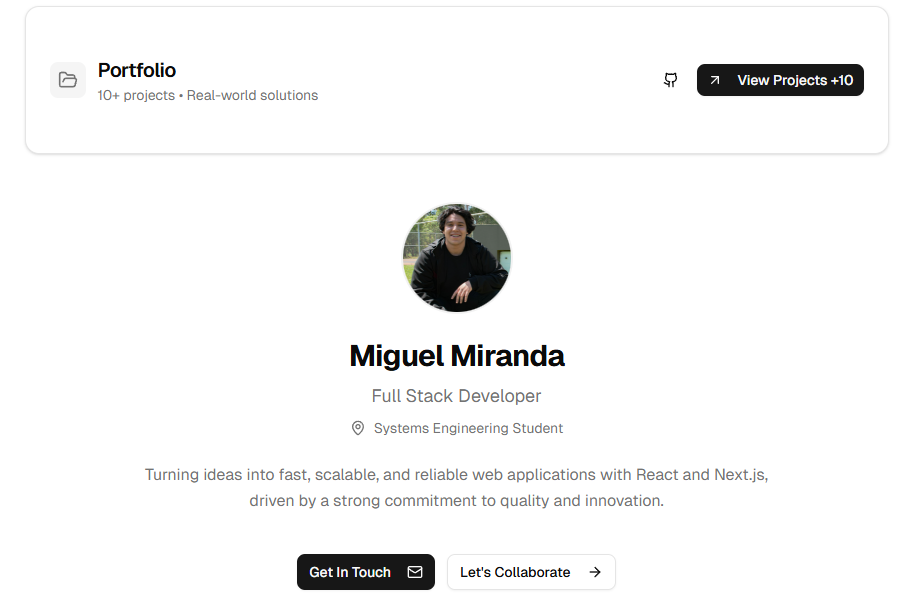 Portfolio
10+ projects • Real-world solutions
View Projects +10
Miguel Miranda
Full Stack Developer
Systems Engineering Student
Turning ideas into fast, scalable, and reliable web applications with React and Next.js,
driven by a strong commitment to quality and innovation.
Get In Touch
Let's Collaborate